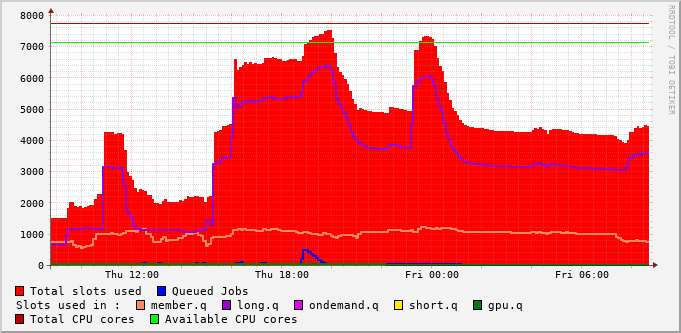 8000
7000
6000
5000
4000
3000
2000
1000
0
Thu 12:00 Thu 18:00 Fri 00:00 Fri 06:00
RRDTOOL / TOBI OETIKER
Total slots used Queued Jobs
Slots used in : member.q long.q ondemand.q short.q gpu.q
Total CPU cores Available CPU cores